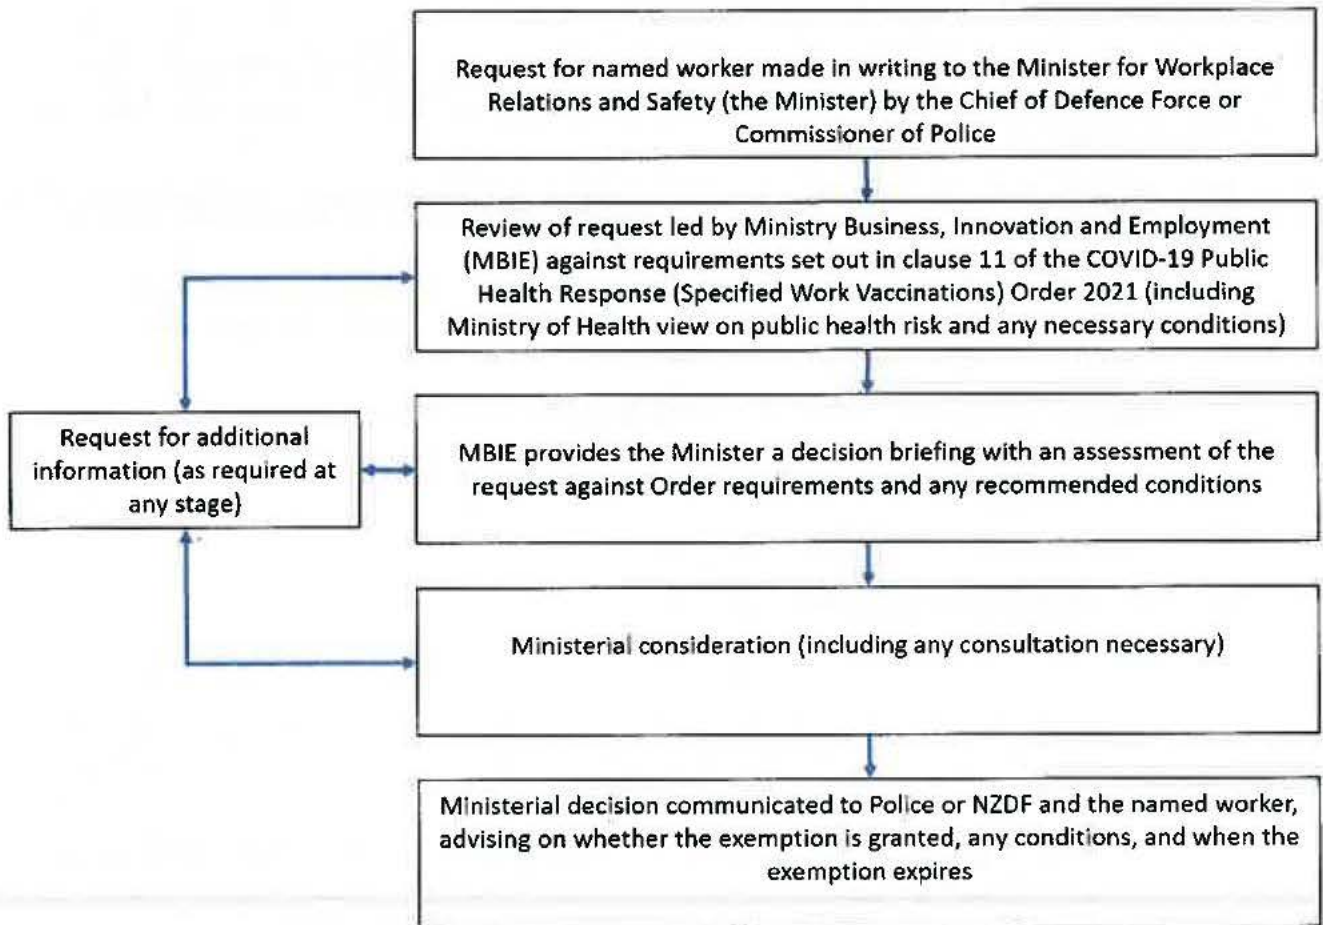 Request for named worker made in writing to the Minister for Workplace
Relations and Safety (the Minister) by the Chief of Defence Force or
Commissioner of Police
Review of request led by Ministry Business, Innovation and Employment
(MBIE) against requirements set out in clause 11 of the COVID-19 Public
Health Response (Specified Work Vaccinations) Order 2021 (including
Ministry of Health view on public health risk and any necessary conditions)
Request for additional
information (as required at
any stage)
MBIE provides the Minister a decision briefing with an assessment of the
request against Order requirements and any recommended conditions
Ministerial consideration (including any consultation necessary)
Ministerial decision communicated to Police or NZDF and the named worker,
advising on whether the exemption is granted, any conditions, and when the
exemption expires